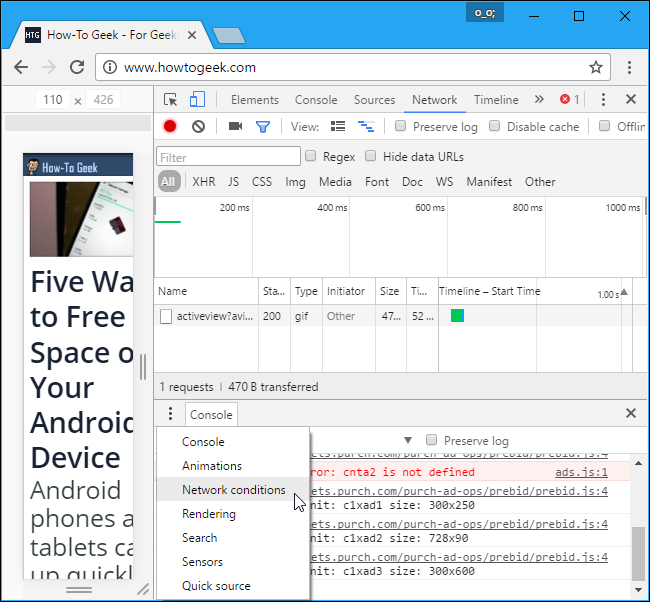 o_o;
HTG How-To Geek - For Geeks
www.howtogeek.com
110 x 426
Elements Console Sources Network Timeline » 1
View: Preserve log Disable cache Offlin
Filter Regex Hide data URLs
All XHR JS CSS Img Media Font Doc WS Manifest Other
200 ms 400 ms 600 ms 800 ms 1000 ms
Name Sta... Type Initiator Size Ti... Timeline – Start Time 1.00 s
activeview?avi... 200 gif Other 47... 52 ...
1 requests | 470 B transferred
How-To Geek
Five Wa
to Free
Space o
Your
Android
Device
Android
phones a
tablets ca
up quickl
Console
Console
Animations
Network conditions
Rendering
Search
Sensors
Quick source
Preserve log
ets.purch.com/purch-ad-ops/prebid/prebid.js:4
ror: cnta2 is not defined ads.js:1
ets.purch.com/purch-ad-ops/prebid/prebid.js:4
nit: c1xad1 size: 300x250
ets.purch.com/purch-ad-ops/prebid/prebid.js:4
nit: c1xad2 size: 728x90
ets.purch.com/purch-ad-ops/prebid/prebid.js:4
nit: c1xad3 size: 300x600